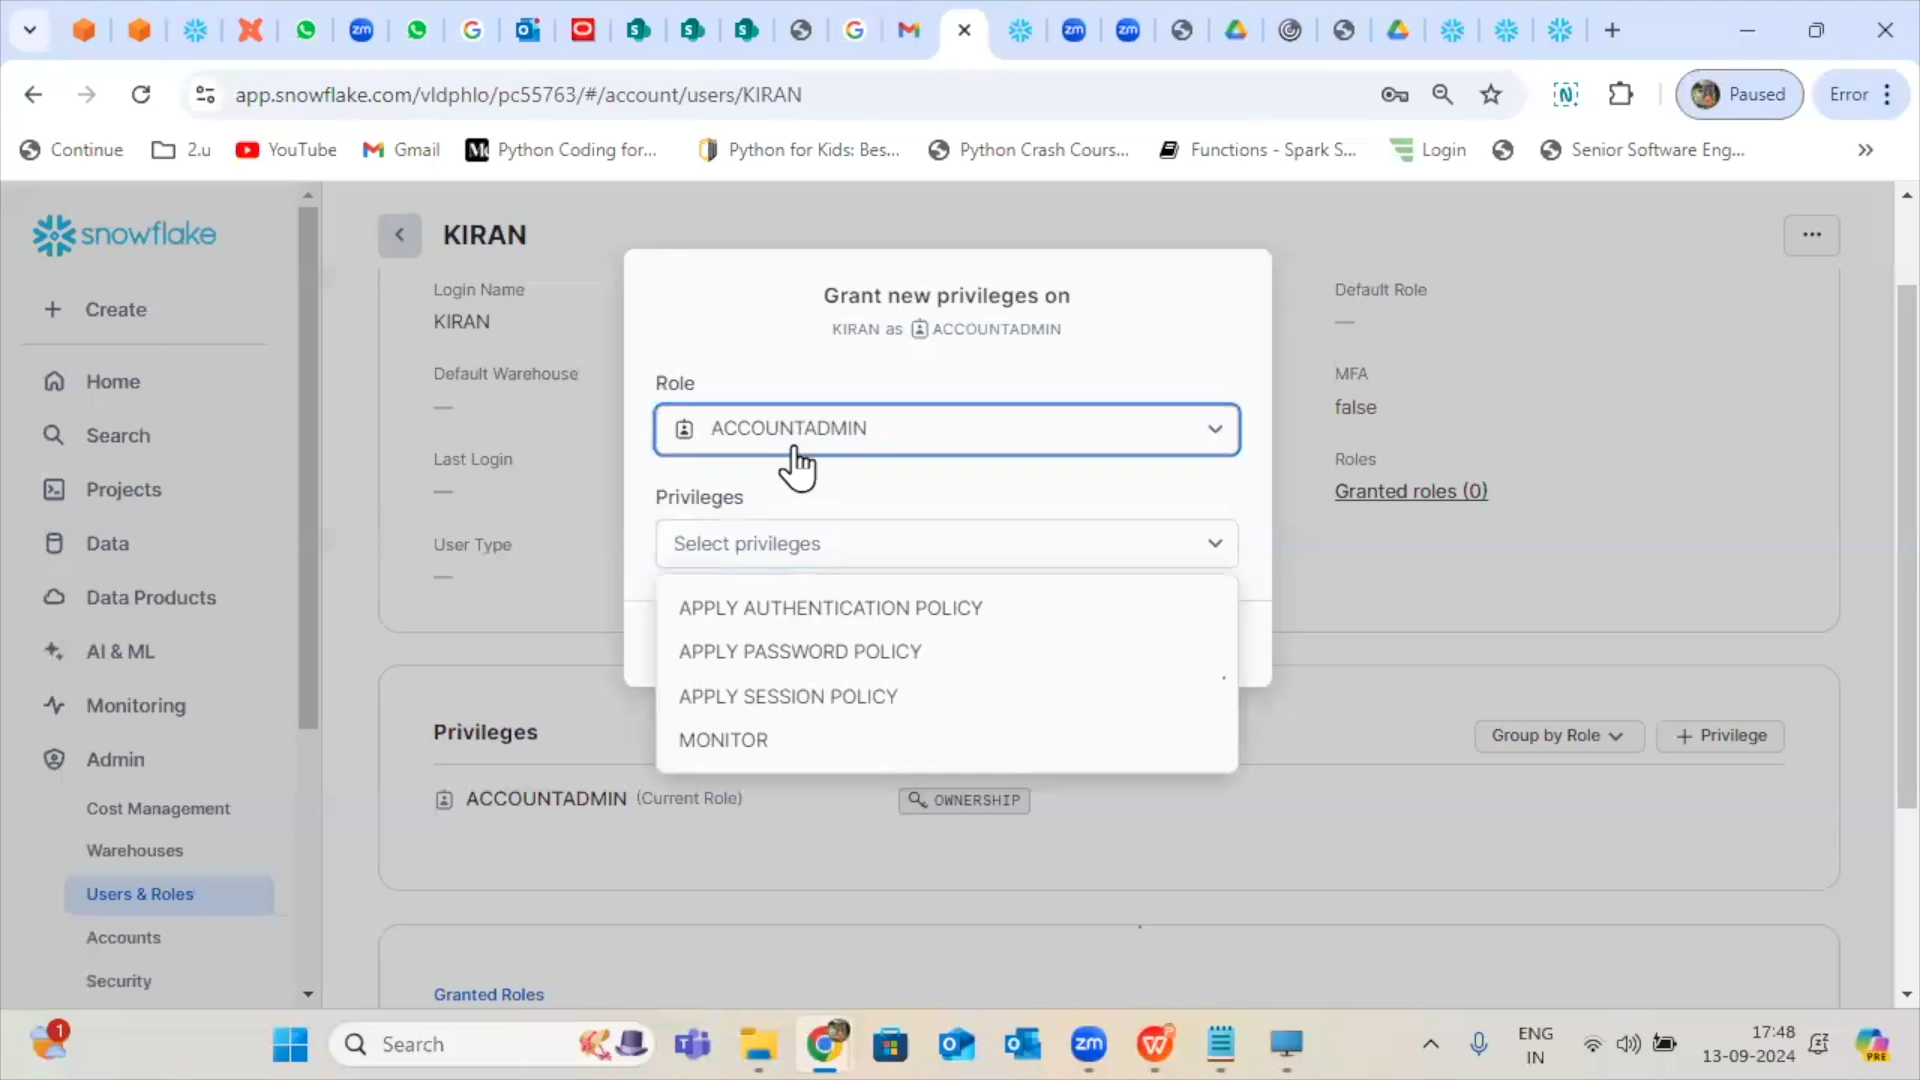 app.snowflake.com/vldphlo/pc55763/#/account/users/KIRAN
Paused
Error
Continue
2.u
YouTube
Gmail
Python Coding for...
Python for Kids: Bes...
Python Crash Cours...
Functions - Spark S...
Login
Senior Software Eng...
snowflake
Create
Home
Search
Projects
Data
Data Products
AI & ML
Monitoring
Admin
Cost Management
Warehouses
Users & Roles
Accounts
Security
KIRAN
Login Name
KIRAN
Default Warehouse
—
Last Login
—
User Type
—
Default Role
—
MFA
false
Roles
Granted roles (0)
Grant new privileges on
KIRAN as ACCOUNTADMIN
Role
ACCOUNTADMIN
Privileges
Select privileges
APPLY AUTHENTICATION POLICY
APPLY PASSWORD POLICY
APPLY SESSION POLICY
MONITOR
Privileges
Group by Role
+ Privilege
ACCOUNTADMIN (Current Role)
OWNERSHIP
Granted Roles
1
Search
ENG
IN
17:48
13-09-2024
PRE